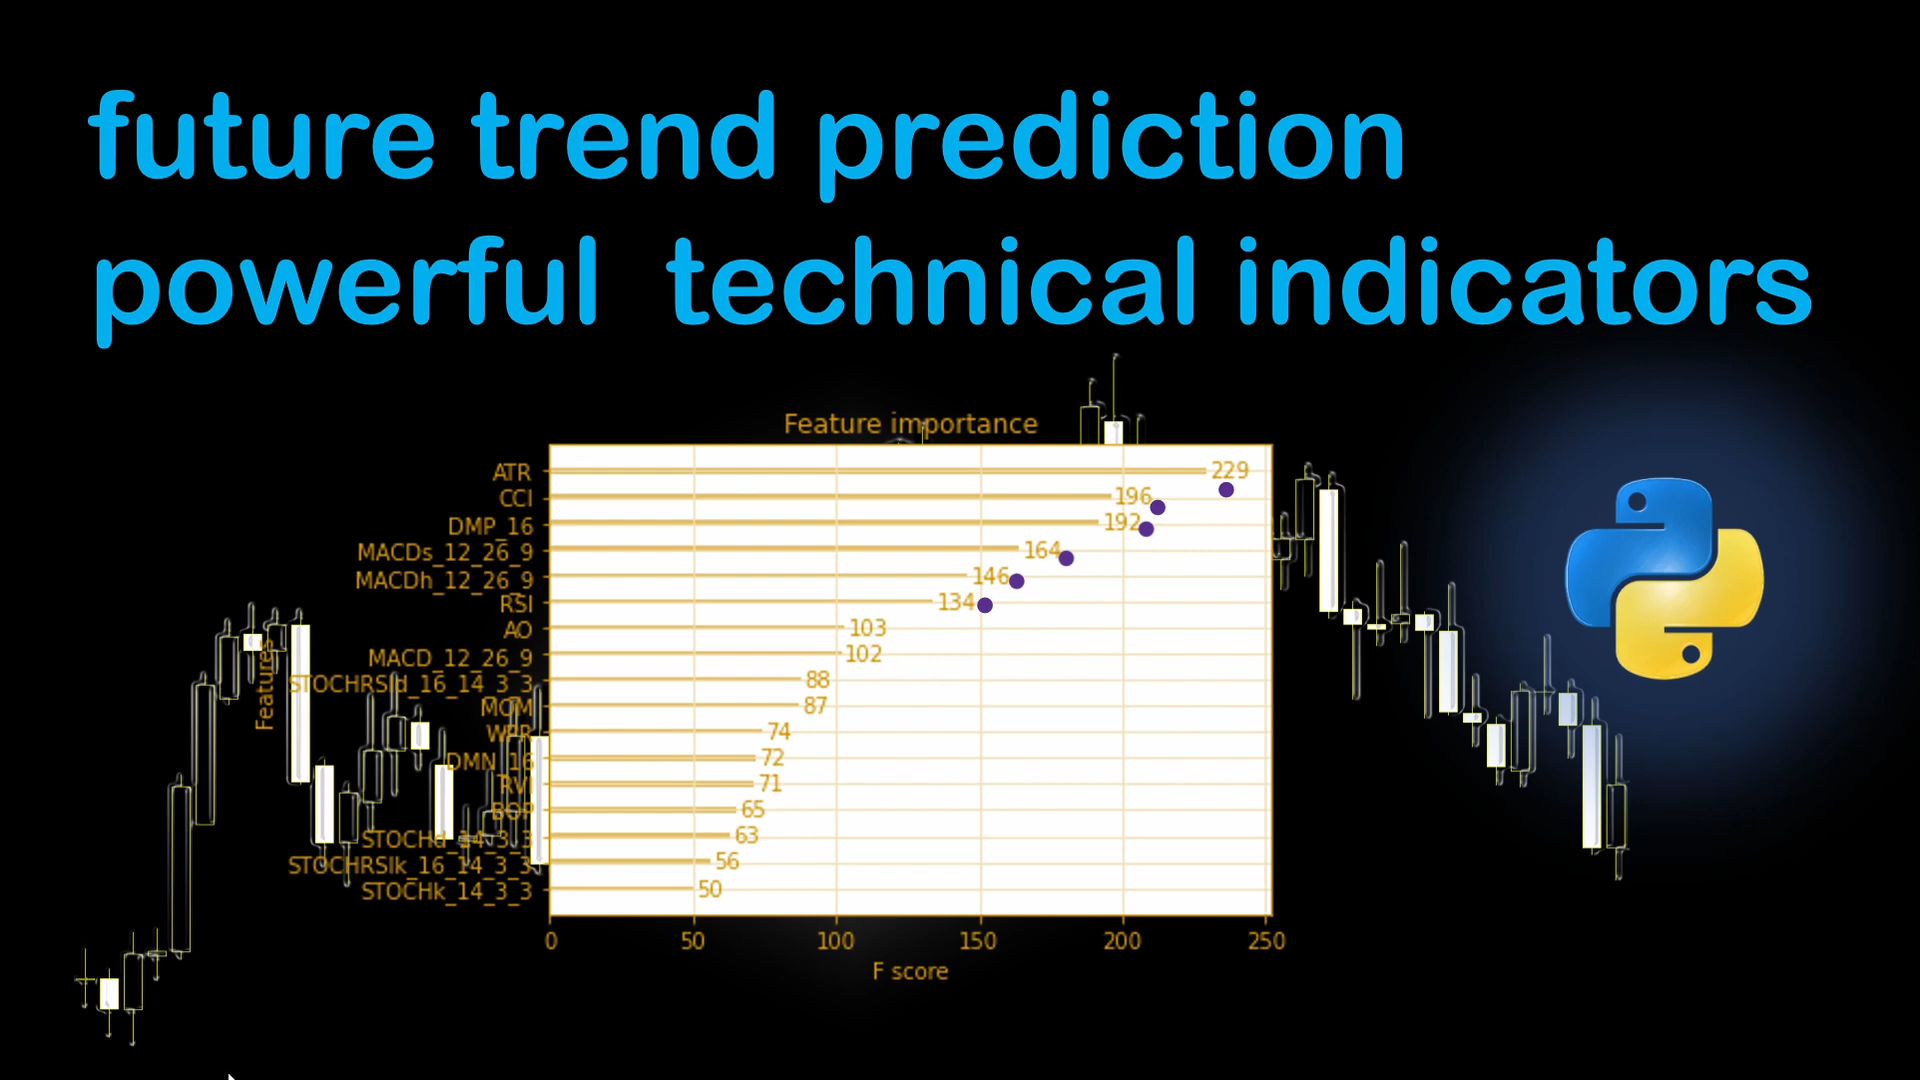 future trend prediction
powerful technical indicators
Feature importance
ATR 229
CCI 196
DMP_16 192
MACDs_12_26_9 164
MACDh_12_26_9 146
RSI 134
AO 103
MACD_12_26_9 102
STOCHRSId_16_14_3_3 88
MOM 87
WPR 74
DMN_16 72
RVI 71
BOP 65
STOCHd_14_3_3 63
STOCHRSIk_16_14_3_3 56
STOCHk_14_3_3 50
Features
0 50 100 150 200 250
F score